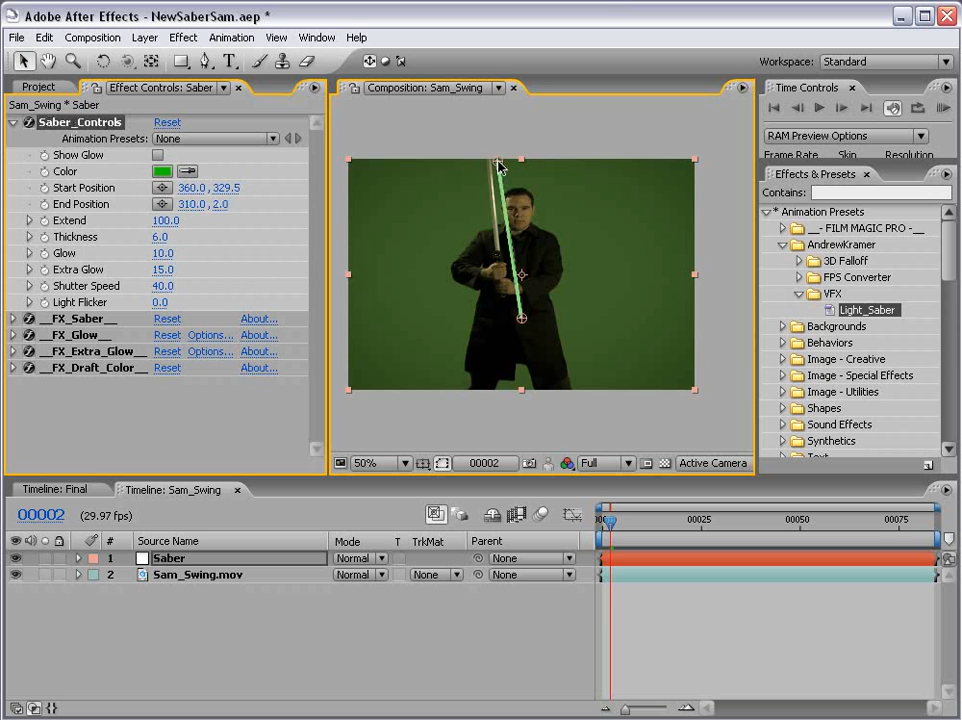 Adobe After Effects - NewSaberSam.aep *
File Edit Composition Layer Effect Animation View Window Help
Workspace: Standard
Project Effect Controls: Saber
Composition: Sam_Swing
Time Controls
Sam_Swing * Saber
Saber_Controls Reset
Animation Presets: None
Show Glow
Color
Start Position 360.0, 329.5
End Position 310.0, 2.0
Extend 100.0
Thickness 6.0
Glow 10.0
Extra Glow 15.0
Shutter Speed 40.0
Light Flicker 0.0
__FX_Saber__ Reset About...
__FX_Glow__ Reset Options... About...
__FX_Extra_Glow__ Reset Options... About...
__FX_Draft_Color__ Reset About...
50% 00002 Full Active Camera
RAM Preview Options
Frame Rate Skip Resolution
Effects & Presets
Contains:
* Animation Presets
__- FILM MAGIC PRO -__
AndrewKramer
3D Falloff
FPS Converter
VFX
Light_Saber
Backgrounds
Behaviors
Image - Creative
Image - Special Effects
Image - Utilities
Shapes
Sound Effects
Synthetics
Text
Timeline: Final Timeline: Sam_Swing
00002 (29.97 fps)
00025 00050 00075
# Source Name Mode T TrkMat Parent
1 Saber Normal None
2 Sam_Swing.mov Normal None None